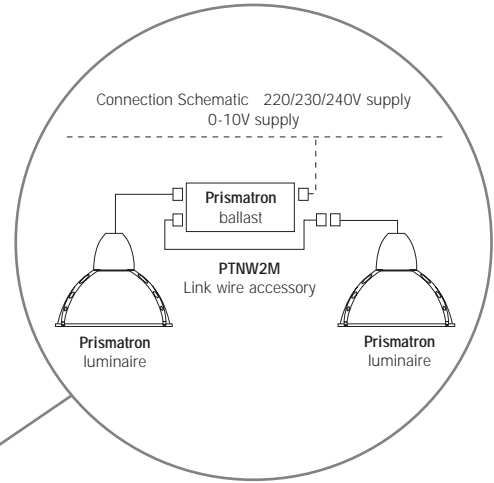 Connection Schematic 220/230/240V supply
0-10V supply
Prismatron
ballast
PTNW2M
Link wire accessory
Prismatron
luminaire
Prismatron
luminaire